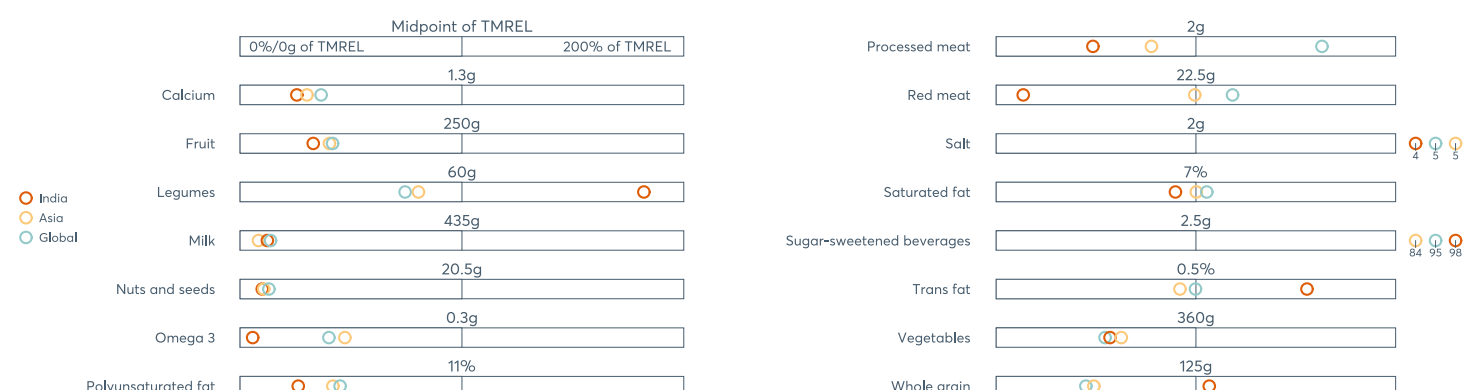 Midpoint of TMREL
0%/0g of TMREL 200% of TMREL
1.3g
Calcium
250g
Fruit
60g
Legumes
435g
Milk
20.5g
Nuts and seeds
0.3g
Omega 3
11%
Polyunsaturated fat
India
Asia
Global
2g
Processed meat
22.5g
Red meat
2g
Salt
4 5 5
7%
Saturated fat
2.5g
Sugar-sweetened beverages
84 95 98
0.5%
Trans fat
360g
Vegetables
125g
Whole grain